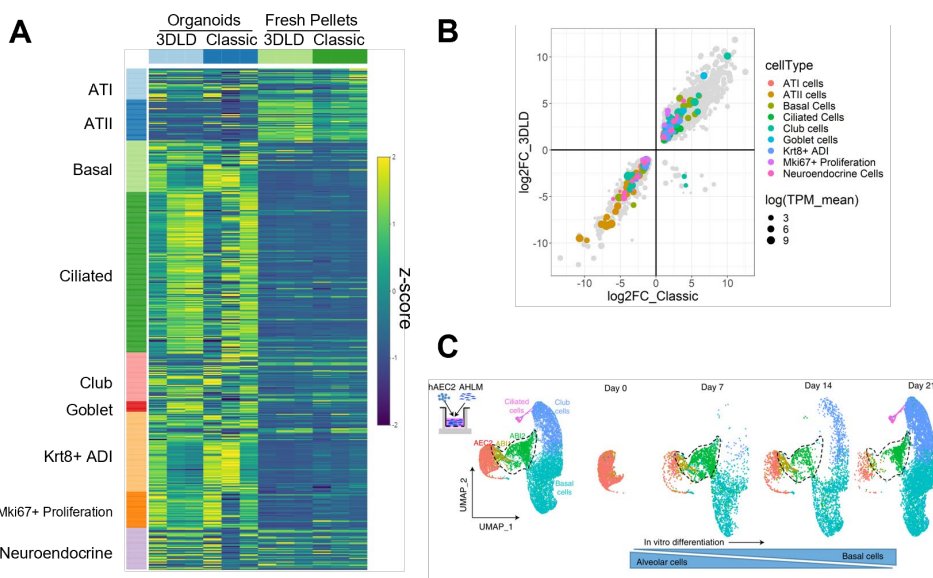 A
Organoids Fresh Pellets
3DLD Classic 3DLD Classic
ATI
ATII
Basal
Ciliated
Club
Goblet
Krt8+ ADI
Mki67+ Proliferation
Neuroendocrine
2
1
0
-1
-2
Z-score
B
10
5
0
-5
-10
log2FC_3DLD
-10 -5 0 5 10
log2FC_Classic
cellType
ATI cells
ATII cells
Basal Cells
Ciliated Cells
Club cells
Goblet cells
Krt8+ ADI
Mki67+ Proliferation
Neuroendocrine Cells
log(TPM_mean)
3
6
9
C
hAEC2 AHLM
Ciliated
cells
Club
cells
ABI2
AEC2
Basal
cells
UMAP_2
UMAP_1
Day 0 Day 7 Day 14 Day 21
In vitro differentiation
Alveolar cells
Basal cells